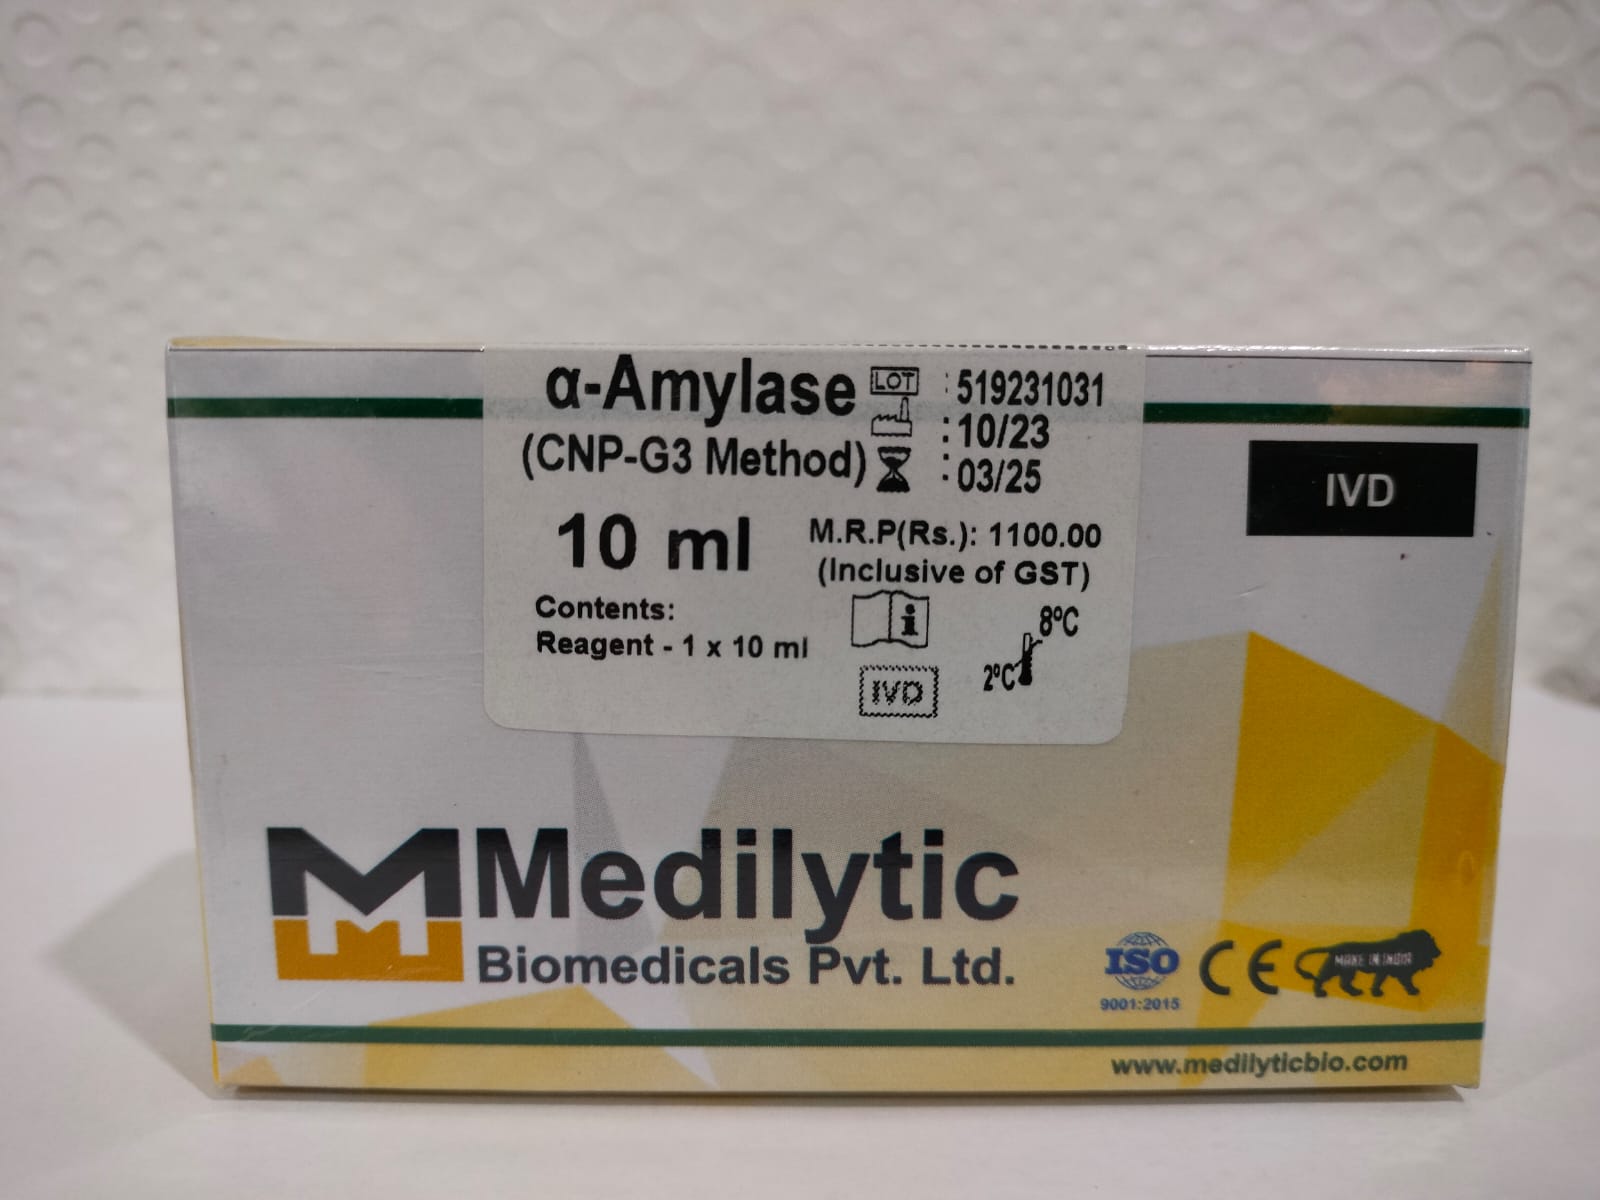 α-Amylase
(CNP-G3 Method)
LOT : 519231031
: 10/23
: 03/25
10 ml
M.R.P(Rs.): 1100.00
(Inclusive of GST)
Contents:
Reagent - 1 x 10 ml
i
8ºC
2ºC
IVD
IVD
Medilytic
Biomedicals Pvt. Ltd.
ISO
9001:2015
CE
MAKE IN INDIA
www.medilyticbio.com